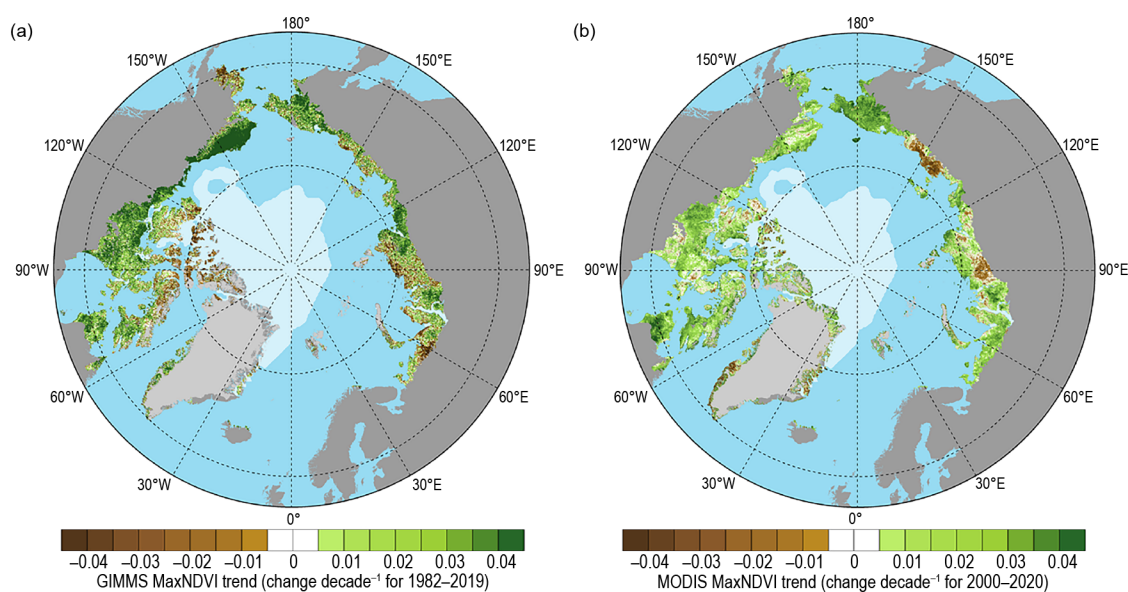 (a)
180°
150°W
150°E
120°W
120°E
90°W
90°E
60°W
60°E
30°W
30°E
0°
–0.04 –0.03 –0.02 –0.01 0 0.01 0.02 0.03 0.04
GIMMS MaxNDVI trend (change decade⁻¹ for 1982–2019)
(b)
180°
150°W
150°E
120°W
120°E
90°W
90°E
60°W
60°E
30°W
30°E
0°
–0.04 –0.03 –0.02 –0.01 0 0.01 0.02 0.03 0.04
MODIS MaxNDVI trend (change decade⁻¹ for 2000–2020)